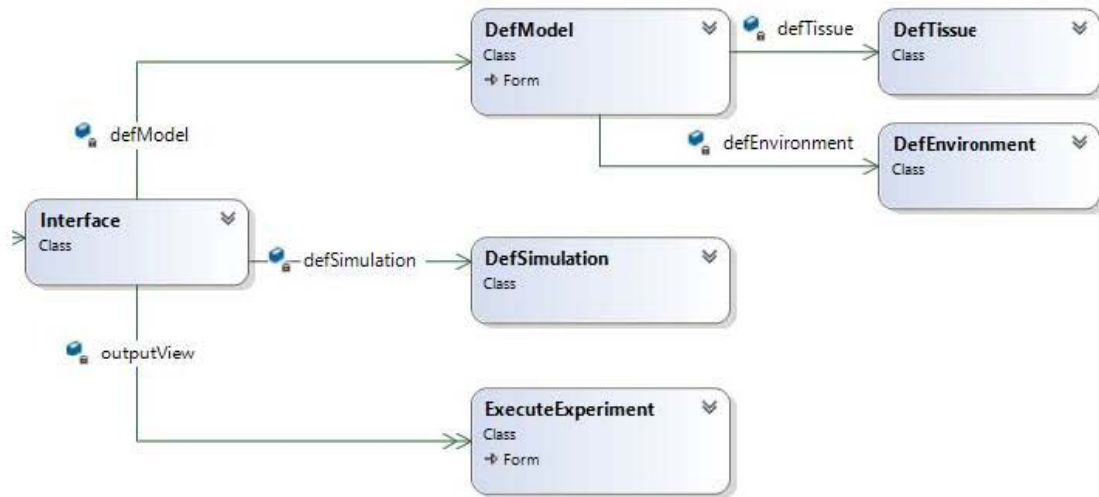 DefModel
Class
Form
defTissue
DefTissue
Class
defModel
defEnvironment
DefEnvironment
Class
Interface
Class
defSimulation
DefSimulation
Class
outputView
ExecuteExperiment
Class
Form